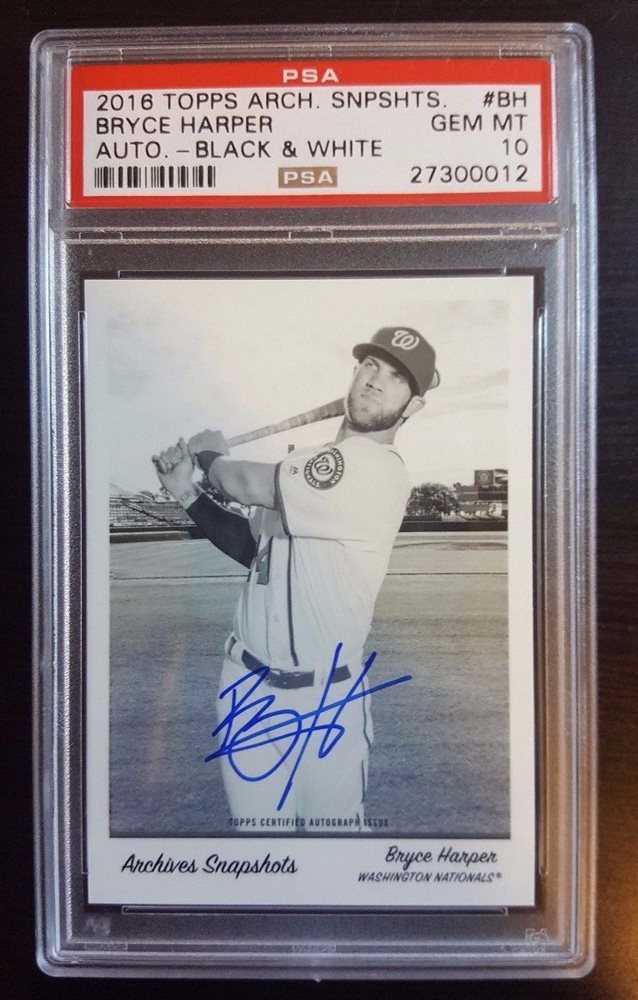 PSA
2016 TOPPS ARCH. SNPSHTS. #BH
BRYCE HARPER GEM MT
AUTO. - BLACK & WHITE 10
PSA 27300012
W
W
TOPPS CERTIFIED AUTOGRAPH ISSUE
Archives Snapshots Bryce Harper
WASHINGTON NATIONALS®